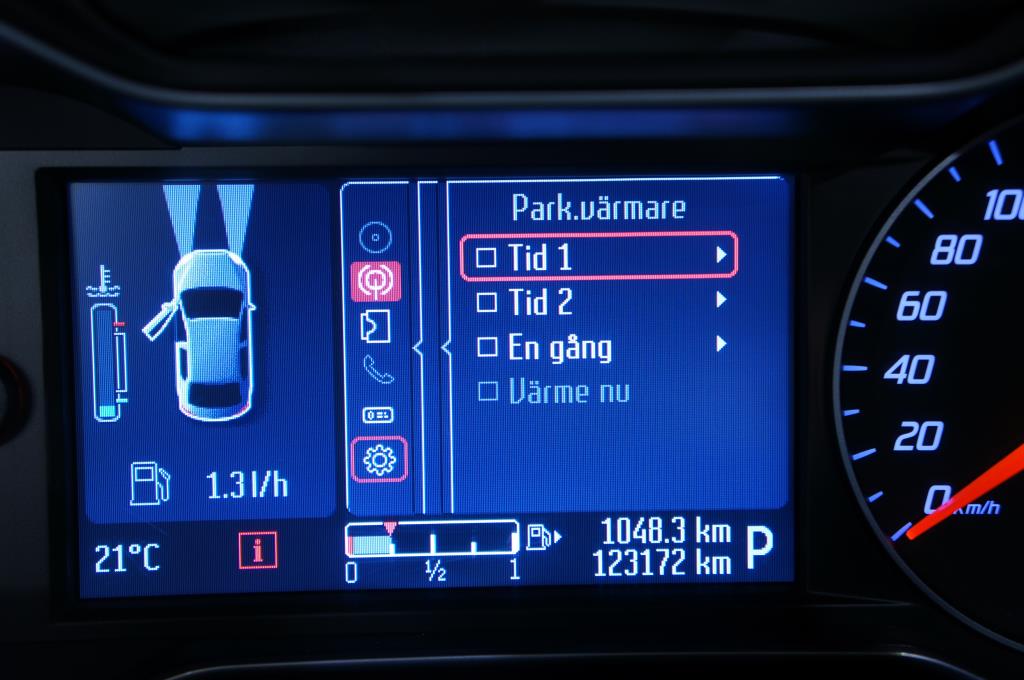 Park.värmare
Tid 1
Tid 2
En gång
Värme nu
1.3 l/h
21°C
i
0 ½ 1
1048.3 km
123172 km
P
100
80
60
40
20
0 km/h